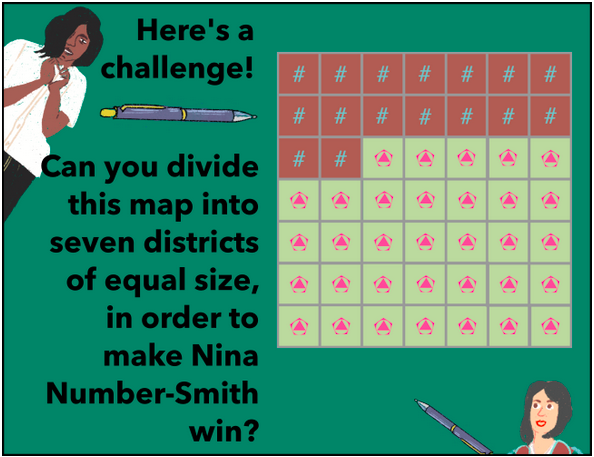 Here's a
challenge!
Can you divide
this map into
seven districts
of equal size,
in order to
make Nina
Number-Smith
win?
# # # # # # #
# # # # # # #
# #